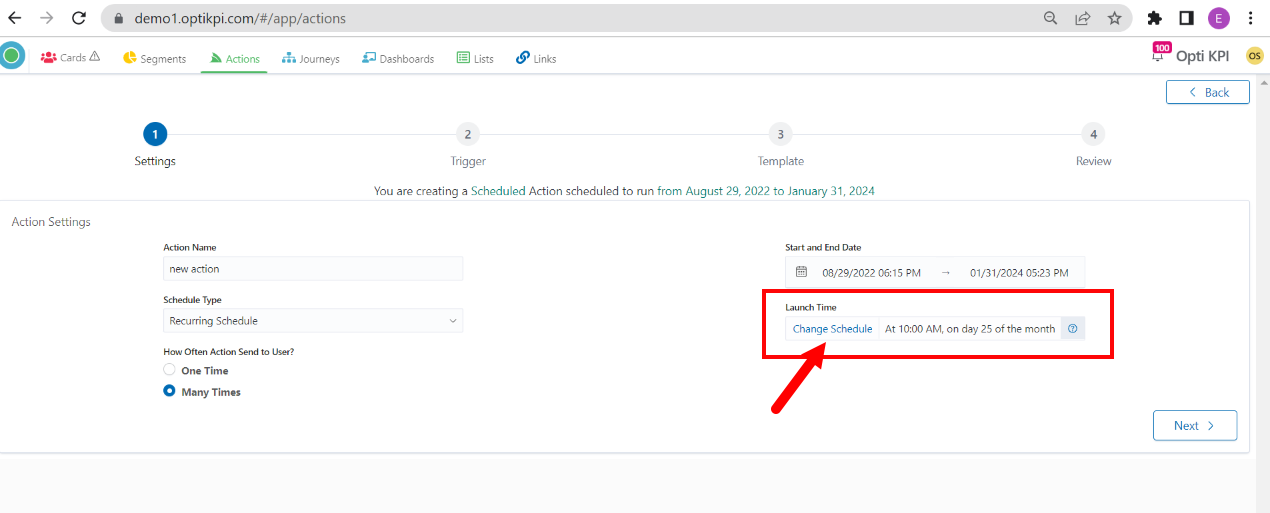 demo1.optikpi.com/#/app/actions
E
Cards
Segments
Actions
Journeys
Dashboards
Lists
Links
100
Opti KPI
OS
Back
1
2
3
4
Settings
Trigger
Template
Review
You are creating a Scheduled Action scheduled to run from August 29, 2022 to January 31, 2024
Action Settings
Action Name
new action
Start and End Date
08/29/2022 06:15 PM → 01/31/2024 05:23 PM
Schedule Type
Recurring Schedule
Launch Time
Change Schedule At 10:00 AM, on day 25 of the month
How Often Action Send to User?
One Time
Many Times
Next